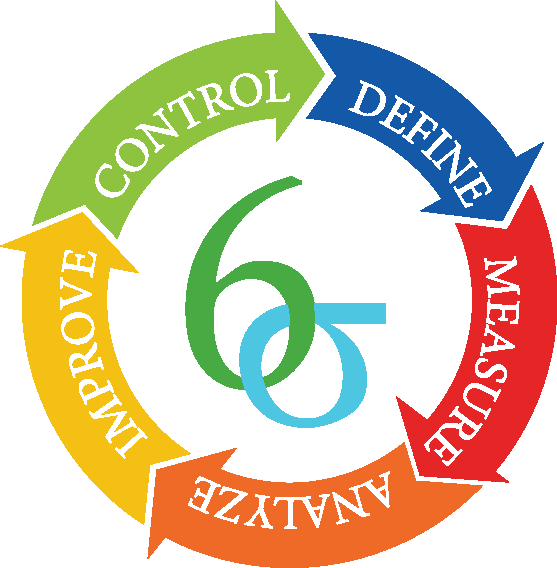 DEFINE
MEASURE
ANALYZE
IMPROVE
CONTROL
6σ